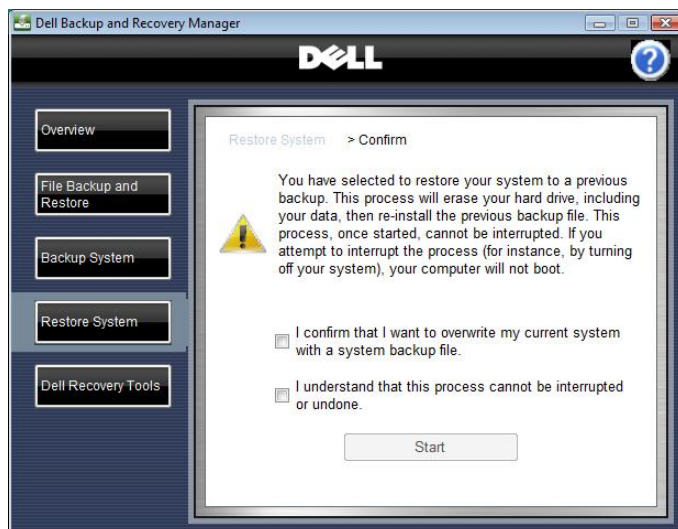 Dell Backup and Recovery Manager
DELL
?
Overview
File Backup and
Restore
Backup System
Restore System
Dell Recovery Tools
Restore System > Confirm
You have selected to restore your system to a previous
backup. This process will erase your hard drive, including
your data, then re-install the previous backup file. This
process, once started, cannot be interrupted. If you
attempt to interrupt the process (for instance, by turning
off your system), your computer will not boot.
I confirm that I want to overwrite my current system
with a system backup file.
I understand that this process cannot be interrupted
or undone.
Start